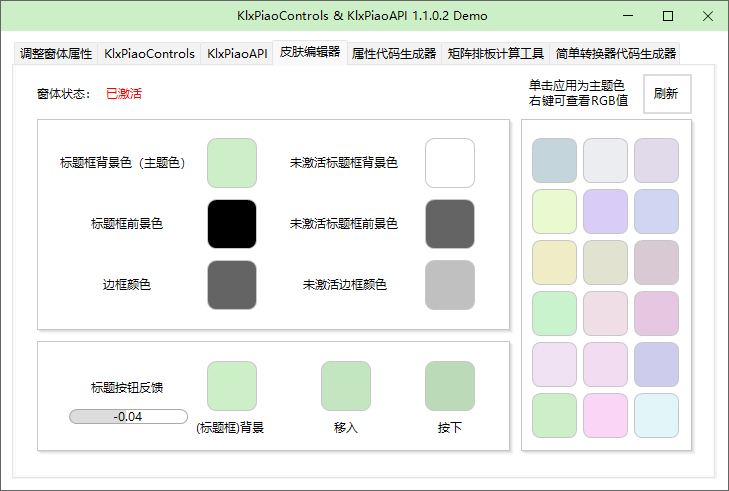 KlxPiaoControls & KlxPiaoAPI 1.1.0.2 Demo
调整窗体属性 KlxPiaoControls KlxPiaoAPI 皮肤编辑器 属性代码生成器 矩阵排板计算工具 简单转换器代码生成器
窗体状态： 已激活
单击应用为主题色
右键可查看RGB值
刷新
标题框背景色（主题色） 未激活标题框背景色
标题框前景色 未激活标题框前景色
边框颜色 未激活边框颜色
标题按钮反馈
-0.04
(标题框)背景 移入 按下